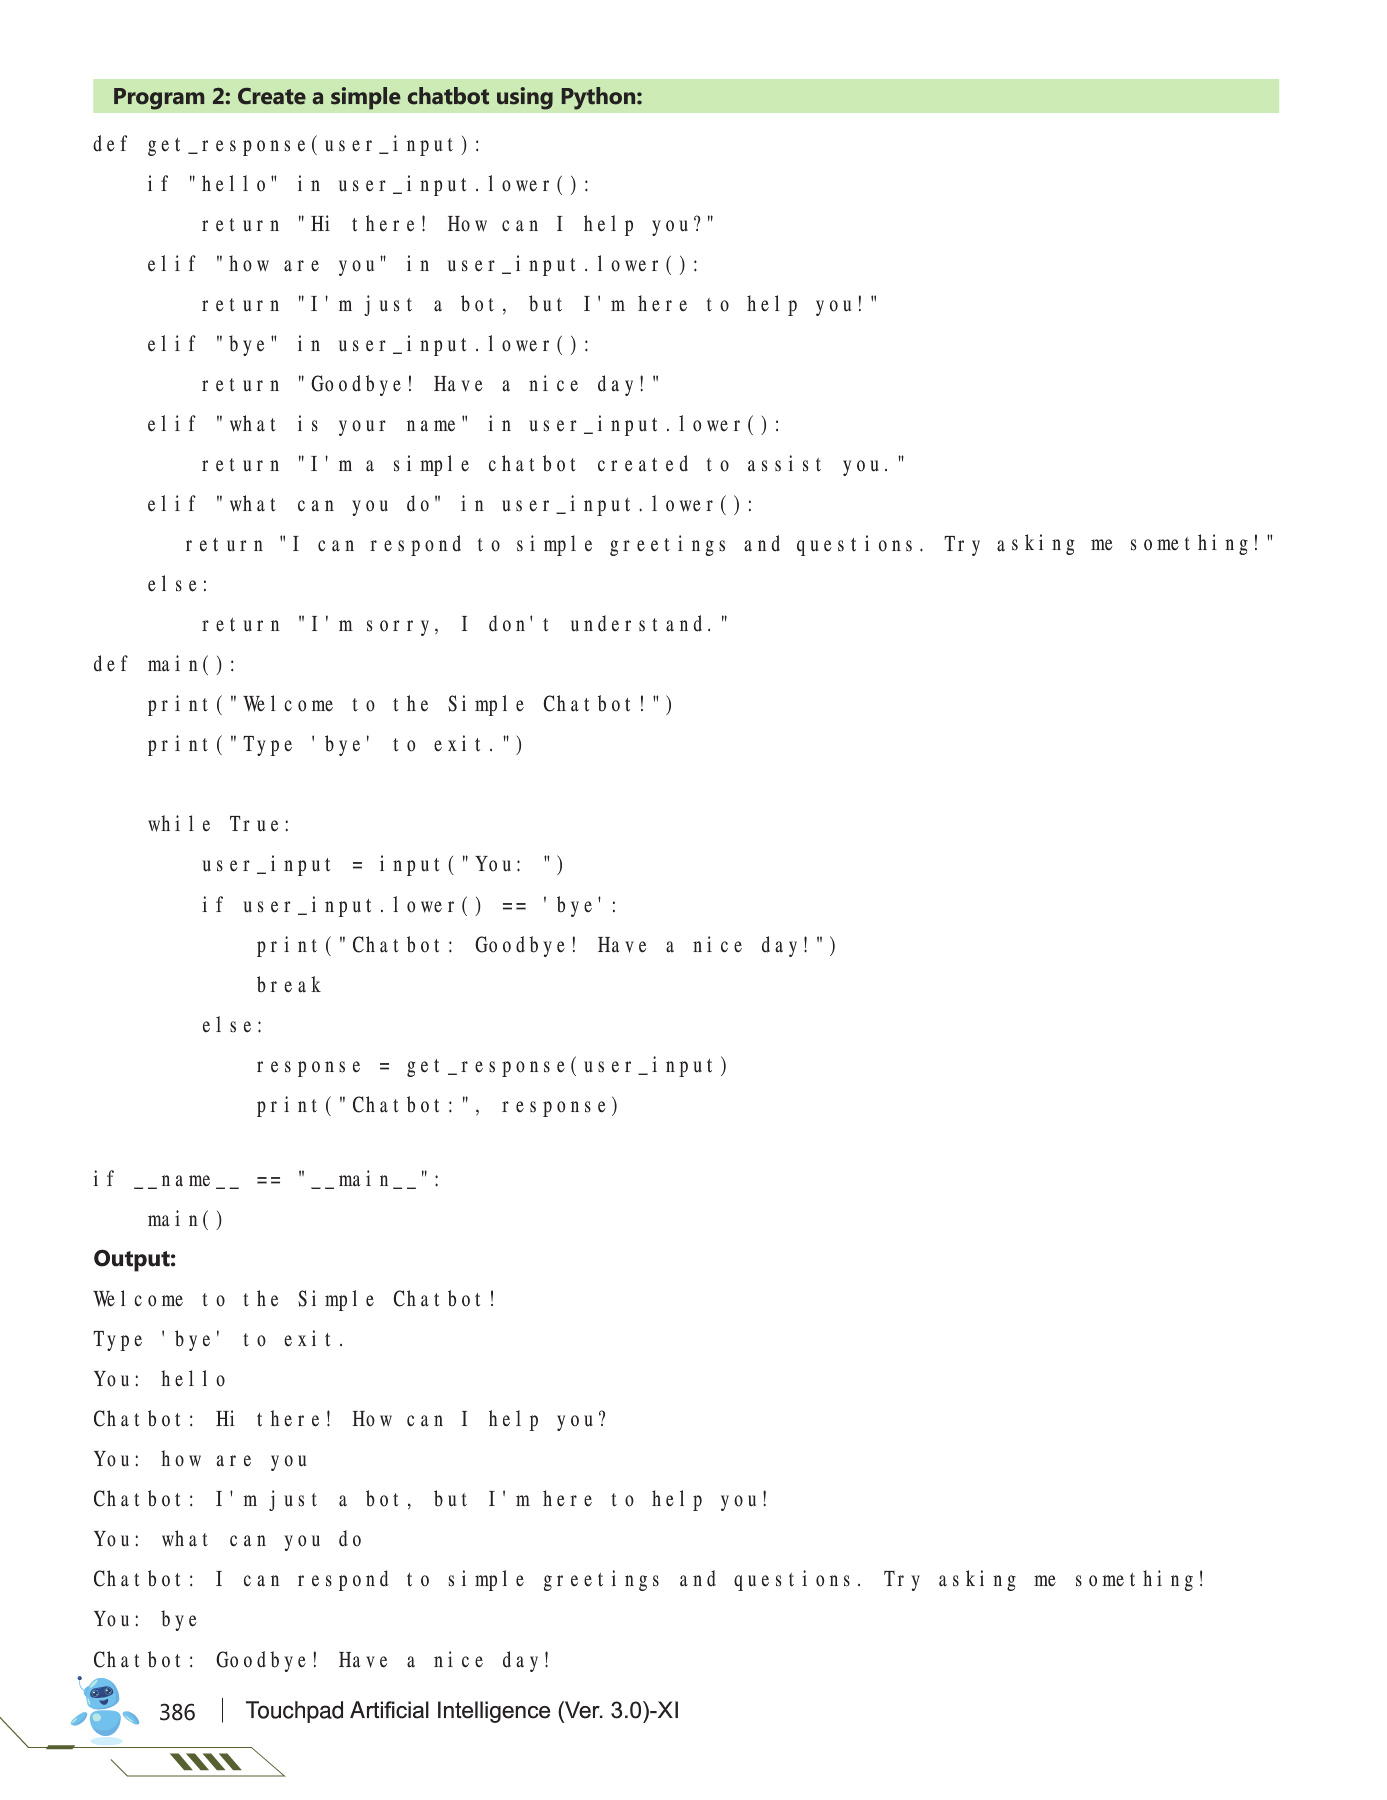 Program 2: Create a simple chatbot using Python:
def get_response(user_input):
    if "hello" in user_input.lower():
        return "Hi there! How can I help you?"
    elif "how are you" in user_input.lower():
        return "I'm just a bot, but I'm here to help you!"
    elif "bye" in user_input.lower():
        return "Goodbye! Have a nice day!"
    elif "what is your name" in user_input.lower():
        return "I'm a simple chatbot created to assist you."
    elif "what can you do" in user_input.lower():
       return "I can respond to simple greetings and questions. Try asking me something!"
    else:
        return "I'm sorry, I don't understand."
def main():
    print("Welcome to the Simple Chatbot!")
    print("Type 'bye' to exit.")

    while True:
        user_input = input("You: ")
        if user_input.lower() == 'bye':
            print("Chatbot: Goodbye! Have a nice day!")
            break
        else:
            response = get_response(user_input)
            print("Chatbot:", response)

if __name__ == "__main__":
    main()
Output:
Welcome to the Simple Chatbot!
Type 'bye' to exit.
You: hello
Chatbot: Hi there! How can I help you?
You: how are you
Chatbot: I'm just a bot, but I'm here to help you!
You: what can you do
Chatbot: I can respond to simple greetings and questions. Try asking me something!
You: bye
Chatbot: Goodbye! Have a nice day!
386 | Touchpad Artificial Intelligence (Ver. 3.0)-XI